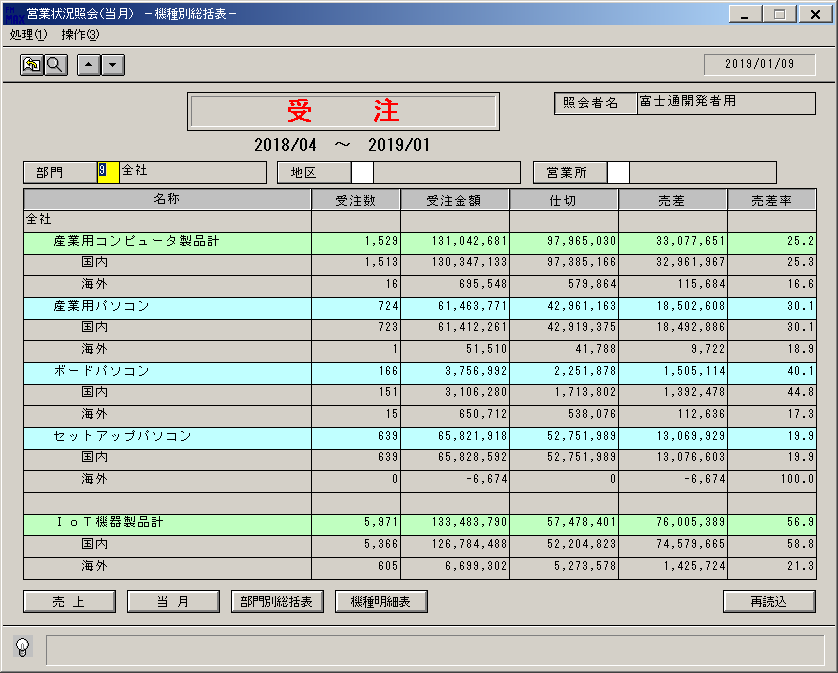 営業状況照会(当月) －機種別総括表－
処理(1) 操作(3)
2019/01/09
受 注
照会者名 富士通開発者用
2018/04 ～ 2019/01
部門 9 全社 地区 営業所
名称 受注数 受注金額 仕切 売差 売差率
全社
産業用コンピュータ製品計 1,529 131,042,681 97,965,030 33,077,651 25.2
国内 1,513 130,347,133 97,385,166 32,961,967 25.3
海外 16 695,548 579,864 115,684 16.6
産業用パソコン 724 61,463,771 42,961,163 18,502,608 30.1
国内 723 61,412,261 42,919,375 18,492,886 30.1
海外 1 51,510 41,788 9,722 18.9
ボードパソコン 166 3,756,992 2,251,878 1,505,114 40.1
国内 151 3,106,280 1,713,802 1,392,478 44.8
海外 15 650,712 538,076 112,636 17.3
セットアップパソコン 639 65,821,918 52,751,989 13,069,929 19.9
国内 639 65,828,592 52,751,989 13,076,603 19.9
海外 0 -6,674 0 -6,674 100.0
ＩｏＴ機器製品計 5,971 133,483,790 57,478,401 76,005,389 56.9
国内 5,366 126,784,488 52,204,823 74,579,665 58.8
海外 605 6,699,302 5,273,578 1,425,724 21.3
売 上 当 月 部門別総括表 機種明細表 再読込